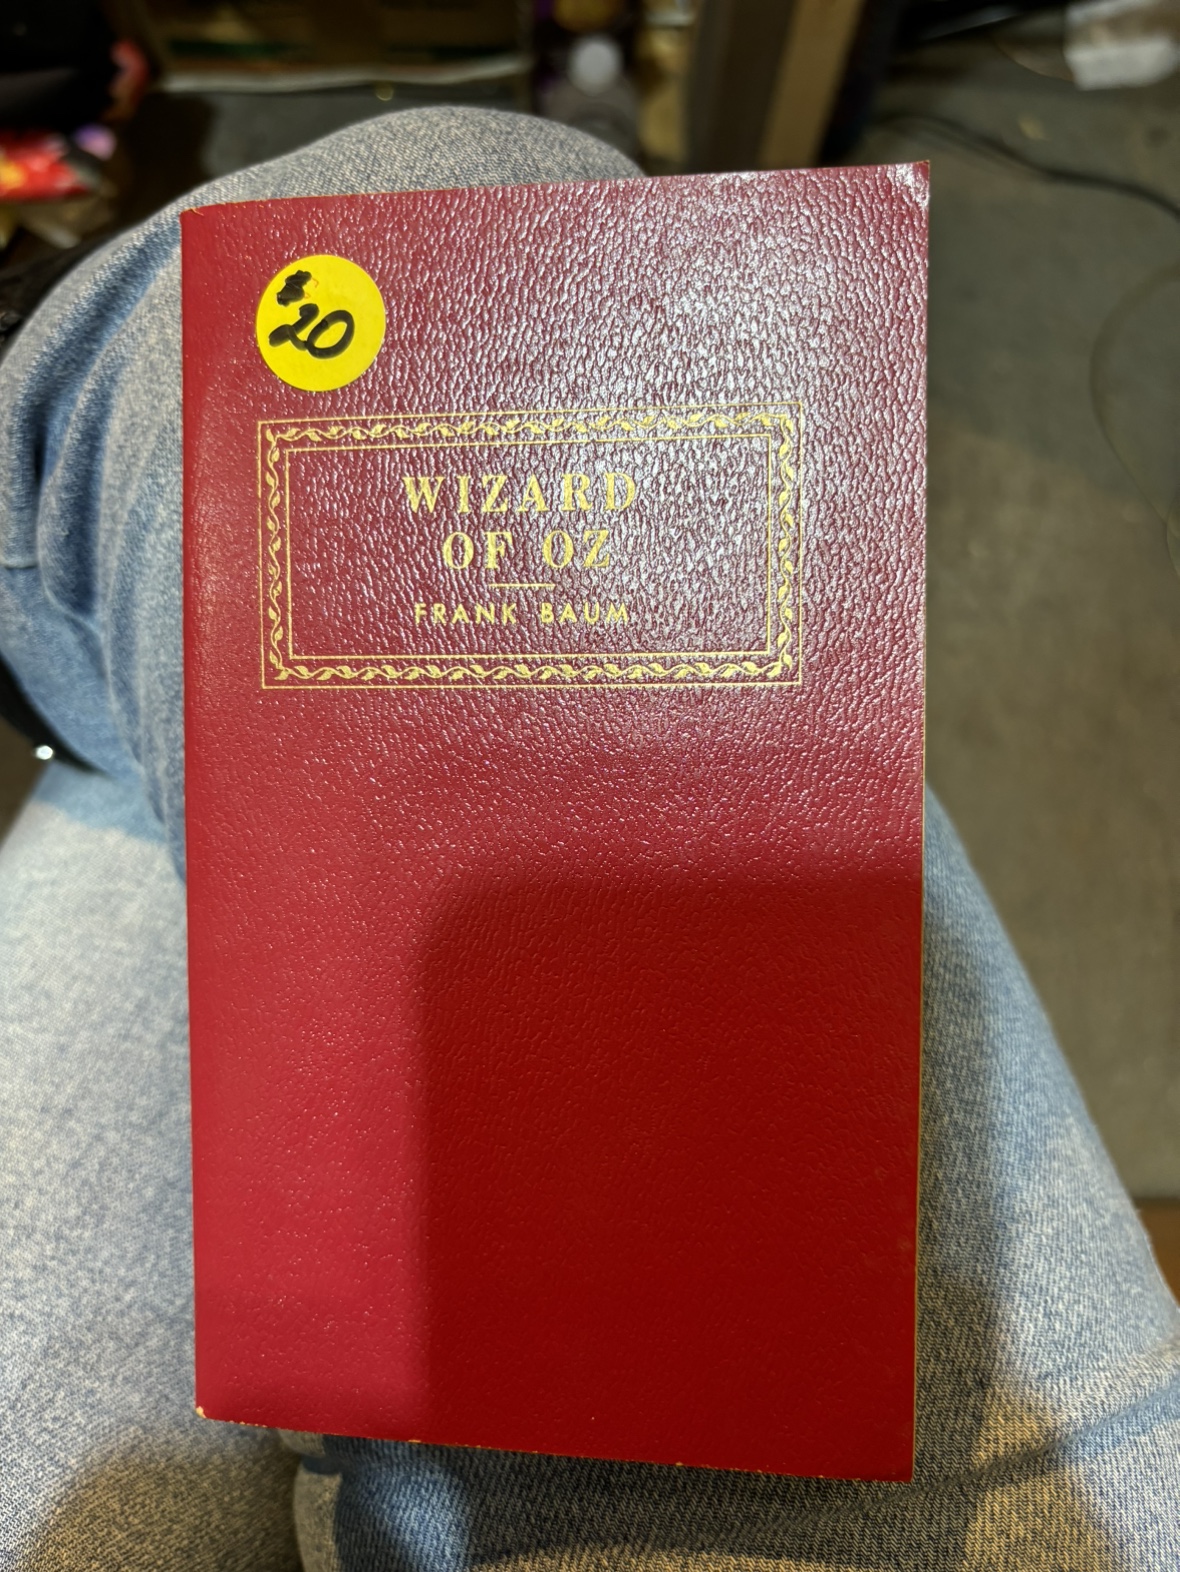 $20
WIZARD
OF OZ
FRANK BAUM